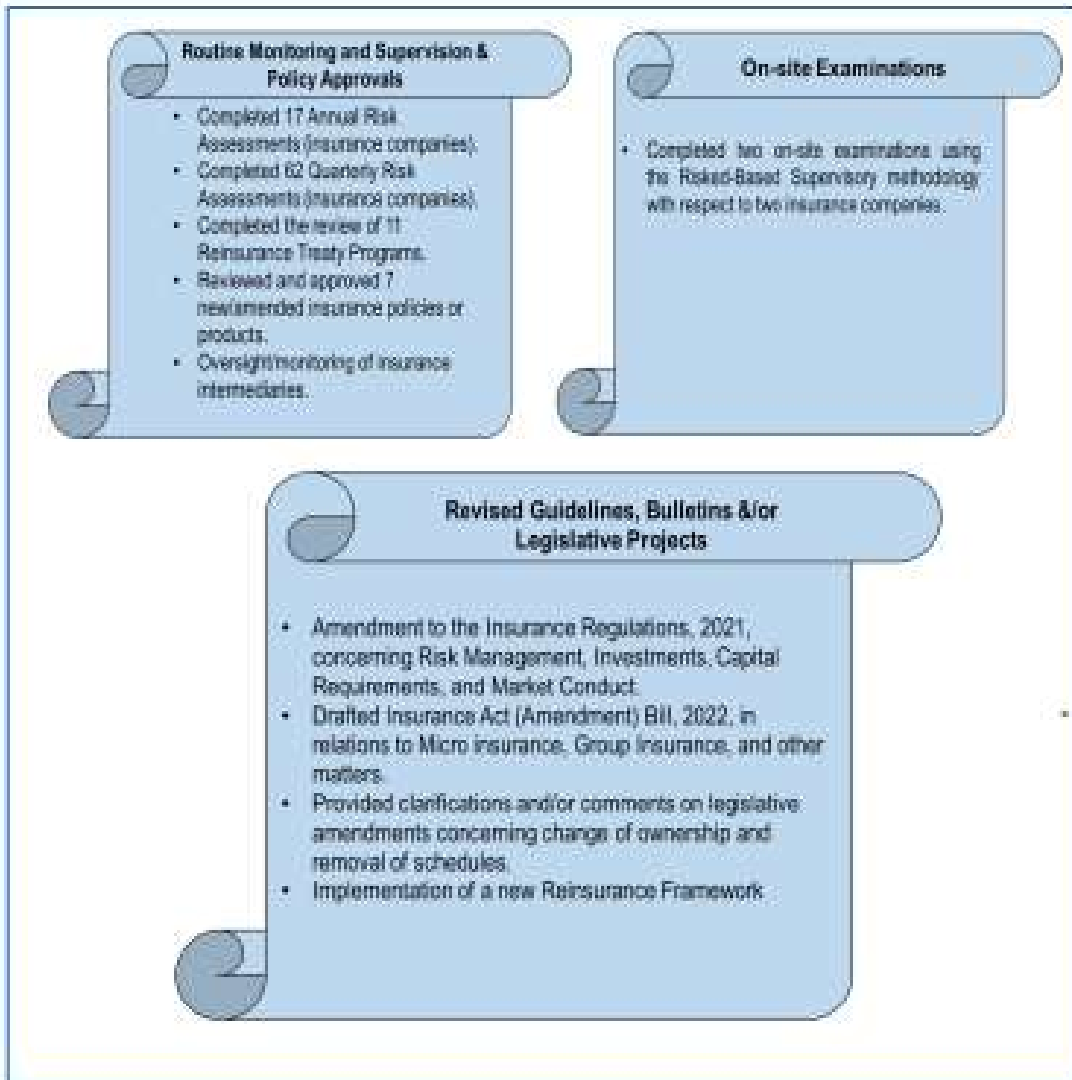 Routine Monitoring and Supervision &
Policy Approvals
• Completed 17 Annual Risk
Assessments (insurance companies).
• Completed 62 Quarterly Risk
Assessments (insurance companies).
• Completed the review of 11
Reinsurance Treaty Programs.
• Reviewed and approved 7
new/amended insurance policies or
products.
• Oversight/monitoring of insurance
intermediaries.
On-site Examinations
• Completed two on-site examinations using
the Risked-Based Supervisory methodology
with respect to two insurance companies.
Revised Guidelines, Bulletins &/or
Legislative Projects
• Amendment to the Insurance Regulations, 2021,
concerning Risk Management, Investments, Capital
Requirements, and Market Conduct.
• Drafted Insurance Act (Amendment) Bill, 2022, in
relations to Micro insurance, Group Insurance, and other
matters.
• Provided clarifications and/or comments on legislative
amendments concerning change of ownership and
removal of schedules.
• Implementation of a new Reinsurance Framework